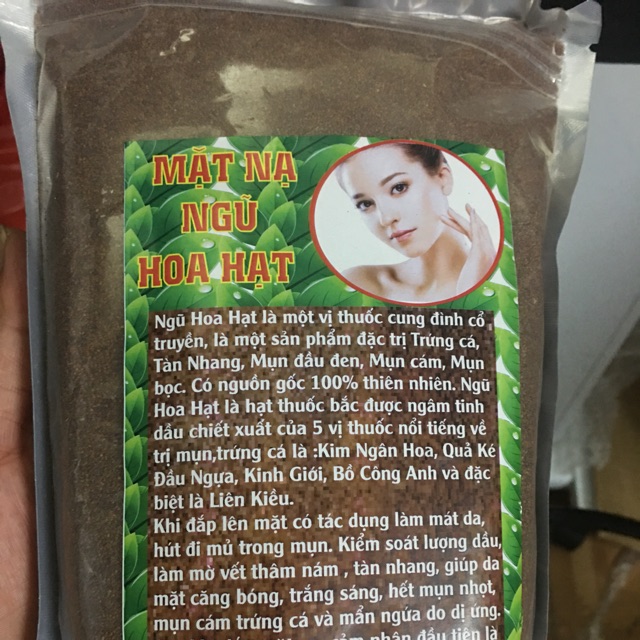 MẶT NẠ
NGŨ
HOA HẠT
Ngũ Hoa Hạt là một vị thuốc cung đình cổ
truyền, là một sản phẩm đặc trị Trứng cá,
Tàn Nhang, Mụn đầu đen, Mụn cám, Mụn
bọc. Có nguồn gốc 100% thiên nhiên. Ngũ
Hoa Hạt là hạt thuốc bắc được ngâm tinh
dầu chiết xuất của 5 vị thuốc nổi tiếng về
trị mụn,trứng cá là :Kim Ngân Hoa, Quả Ké
Đầu Ngựa, Kinh Giới, Bồ Công Anh và đặc
biệt là Liên Kiều.
Khi đắp lên mặt có tác dụng làm mát da,
hút đi mủ trong mụn. Kiểm soát lượng dầu,
làm mờ vết thâm nám , tàn nhang, giúp da
mặt căng bóng, trắng sáng, hết mụn nhọt,
mụn cám trứng cá và mẩn ngứa do dị ứng.
cảm nhận đầu tiên là